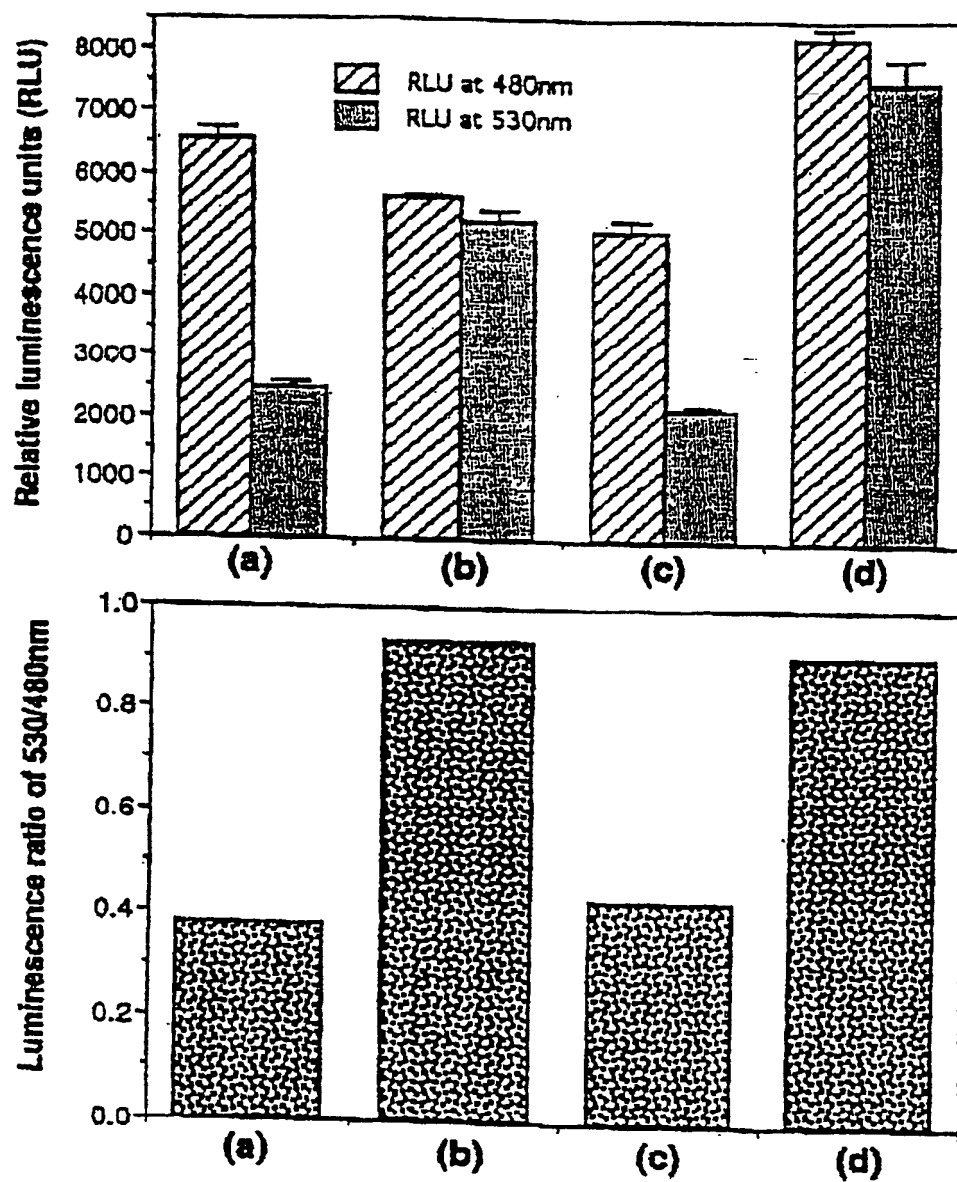 Relative luminescence units (RLU)
8000
7000
6000
5000
4000
3000
2000
1000
0
RLU at 480nm
RLU at 530nm
(a) (b) (c) (d)
Luminescence ratio of 530/480nm
1.0
0.8
0.6
0.4
0.2
0.0
(a) (b) (c) (d)